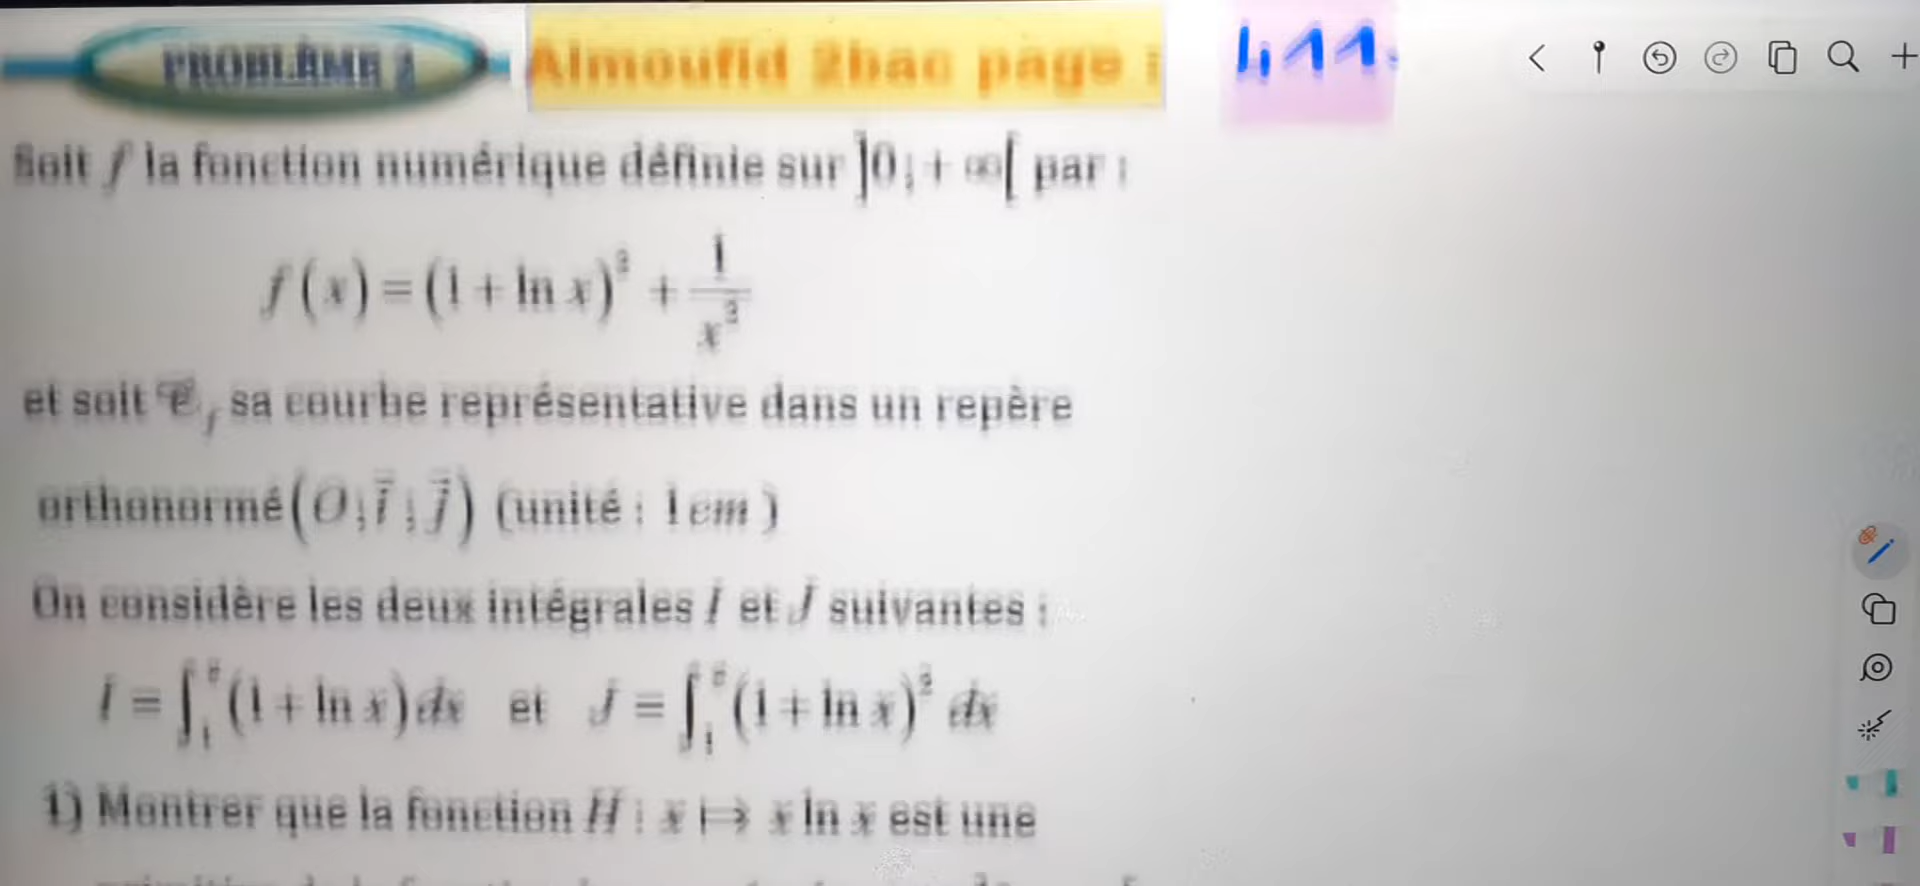 PROBLÈME 2 Almoufid 2bac page : 411.
Soit f la fonction numérique définie sur ]0;+∞[ par :
f(x) = (1 + ln x)² + 1/x²
et soit 𝒞f sa courbe représentative dans un repère
orthonormé (O; i⃗; j⃗) (unité : 1cm)
On considère les deux intégrales I et J suivantes :
I = ∫₁ᵉ (1 + ln x) dx et J = ∫₁ᵉ (1 + ln x)² dx
1) Montrer que la fonction H : x ↦ x ln x est une